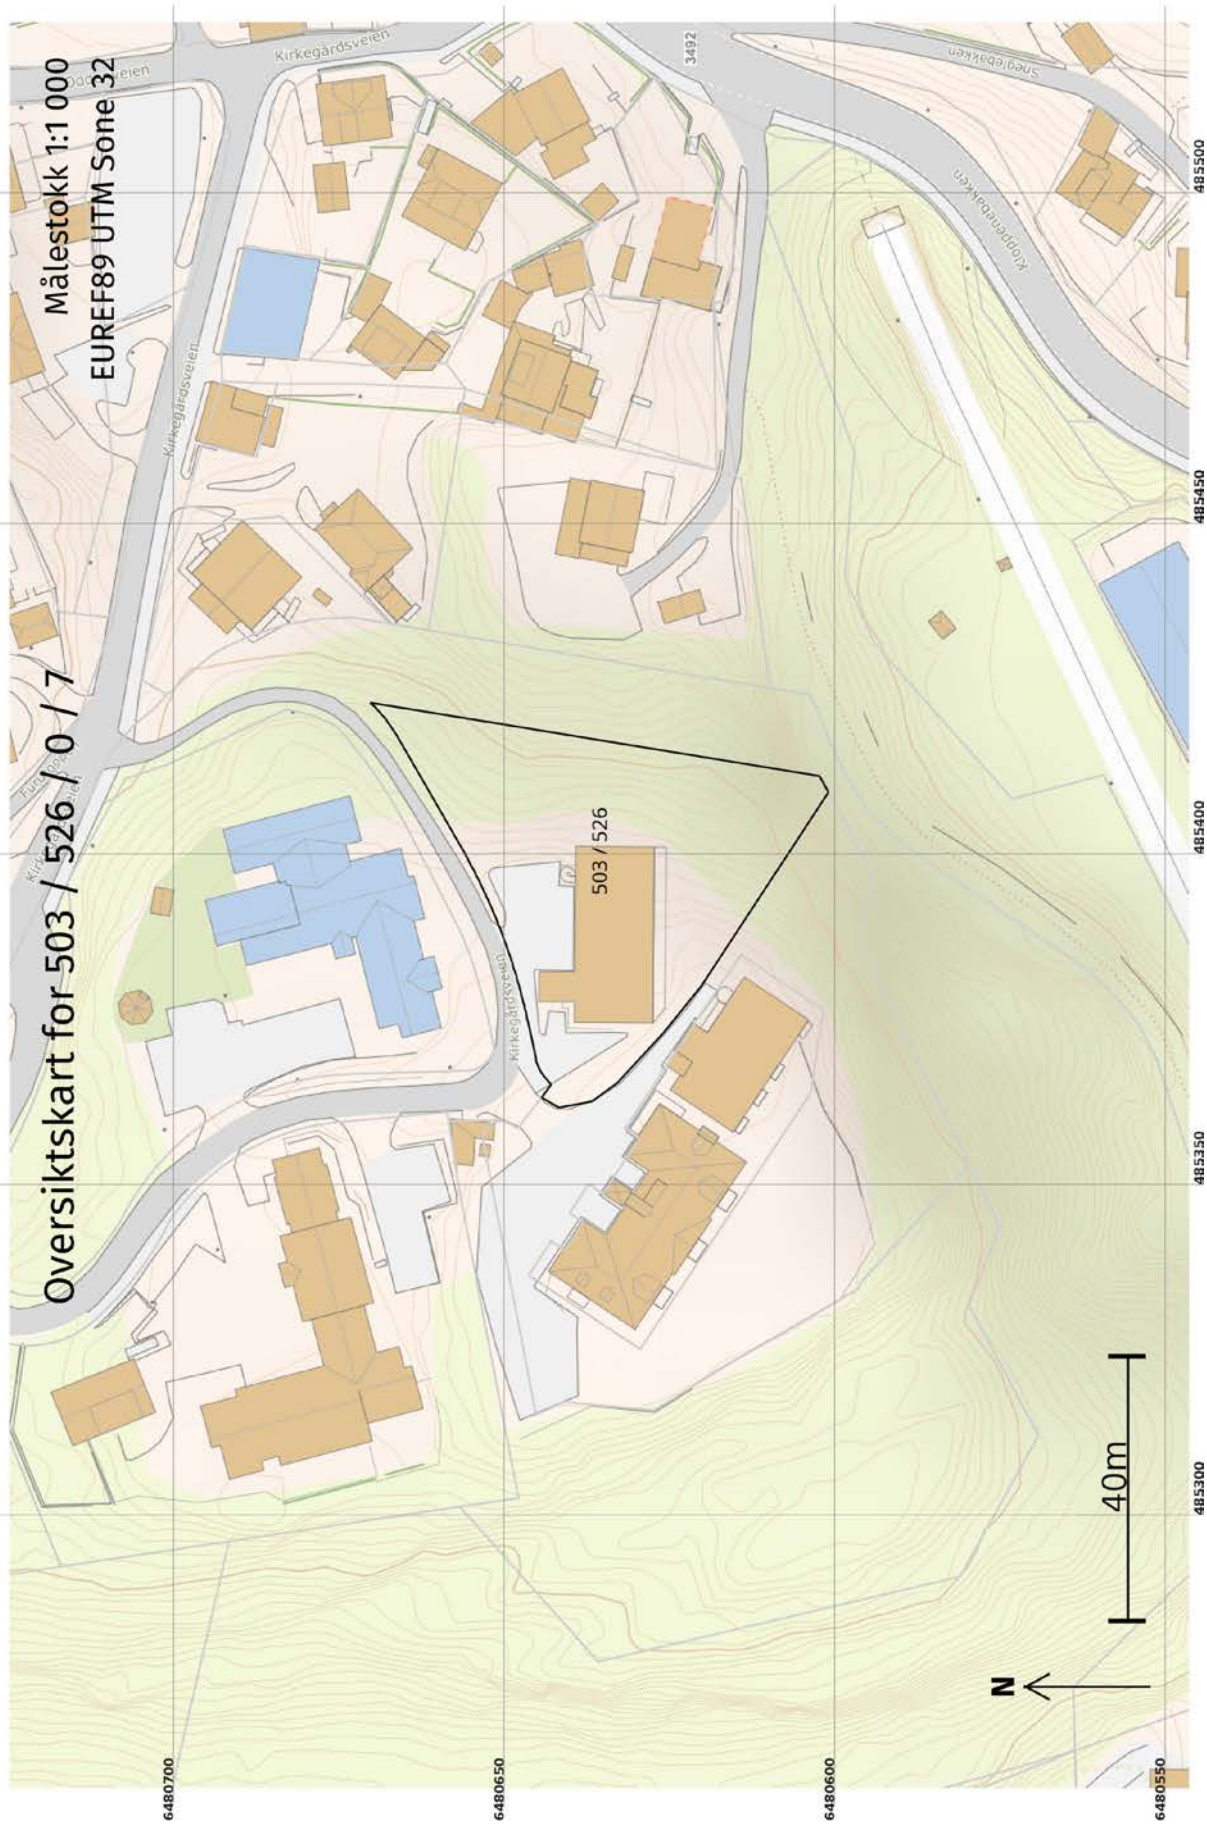 Oversiktskart for 503 / 526 / 0 / 7
Målestokk 1:1 000
EUREF89 UTM Sone 32
Kirkegårdsveien
Kirkegårdsveien
Kirkegårdsveien
3492
Sneglebakken
Kloppenebakken
503 / 526
N
40m
6480700
6480650
6480600
6480550
485300
485350
485400
485450
485500